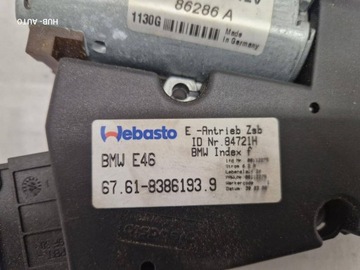 HUB-AUTO
86286 A
1130G
Made in Germany
Webasto
E -Antrieb Zsb
ID Nr.84721H
BMW Index f
BMW E46
67.61-8386193.9